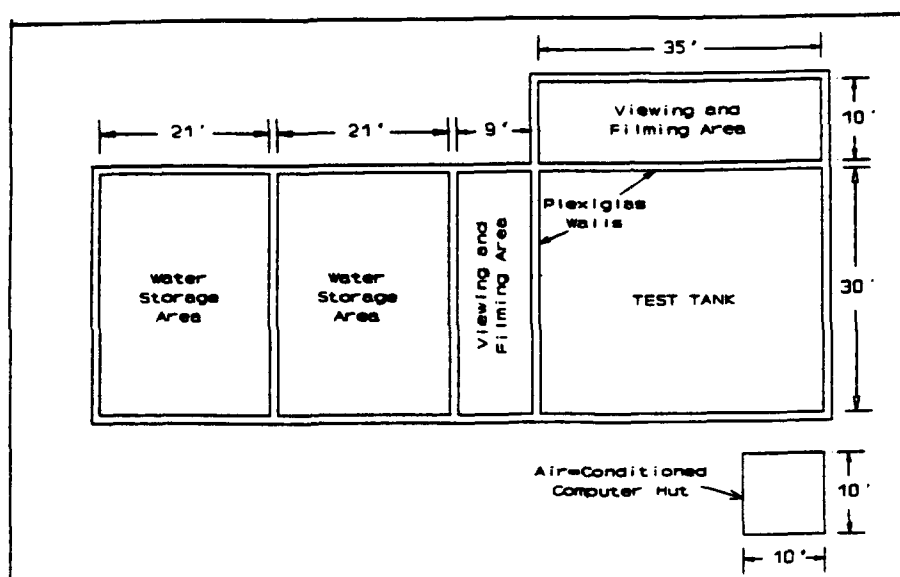 35'
Viewing and
Filming Area
10'
21'
21'
9'
Plexiglas
Walls
Water
Storage
Area
Water
Storage
Area
Viewing and
Filming Area
TEST TANK
30'
Air-Conditioned
Computer Hut
10'
10'